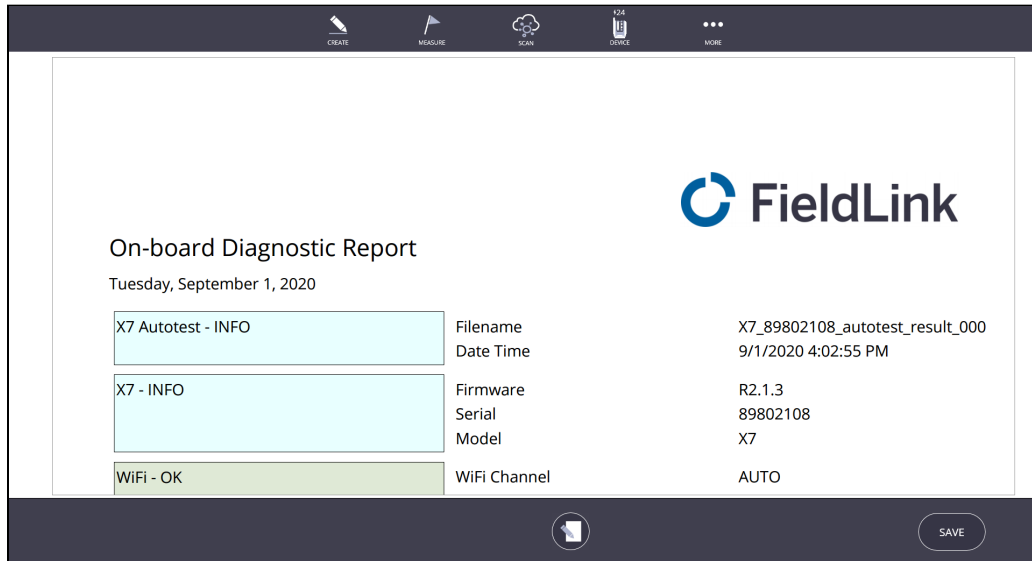 CREATE
MEASURE
SCAN
+24
DEVICE
MORE
FieldLink
On-board Diagnostic Report
Tuesday, September 1, 2020
X7 Autotest - INFO
Filename X7_89802108_autotest_result_000
Date Time 9/1/2020 4:02:55 PM
X7 - INFO
Firmware R2.1.3
Serial 89802108
Model X7
WiFi - OK
WiFi Channel AUTO
SAVE